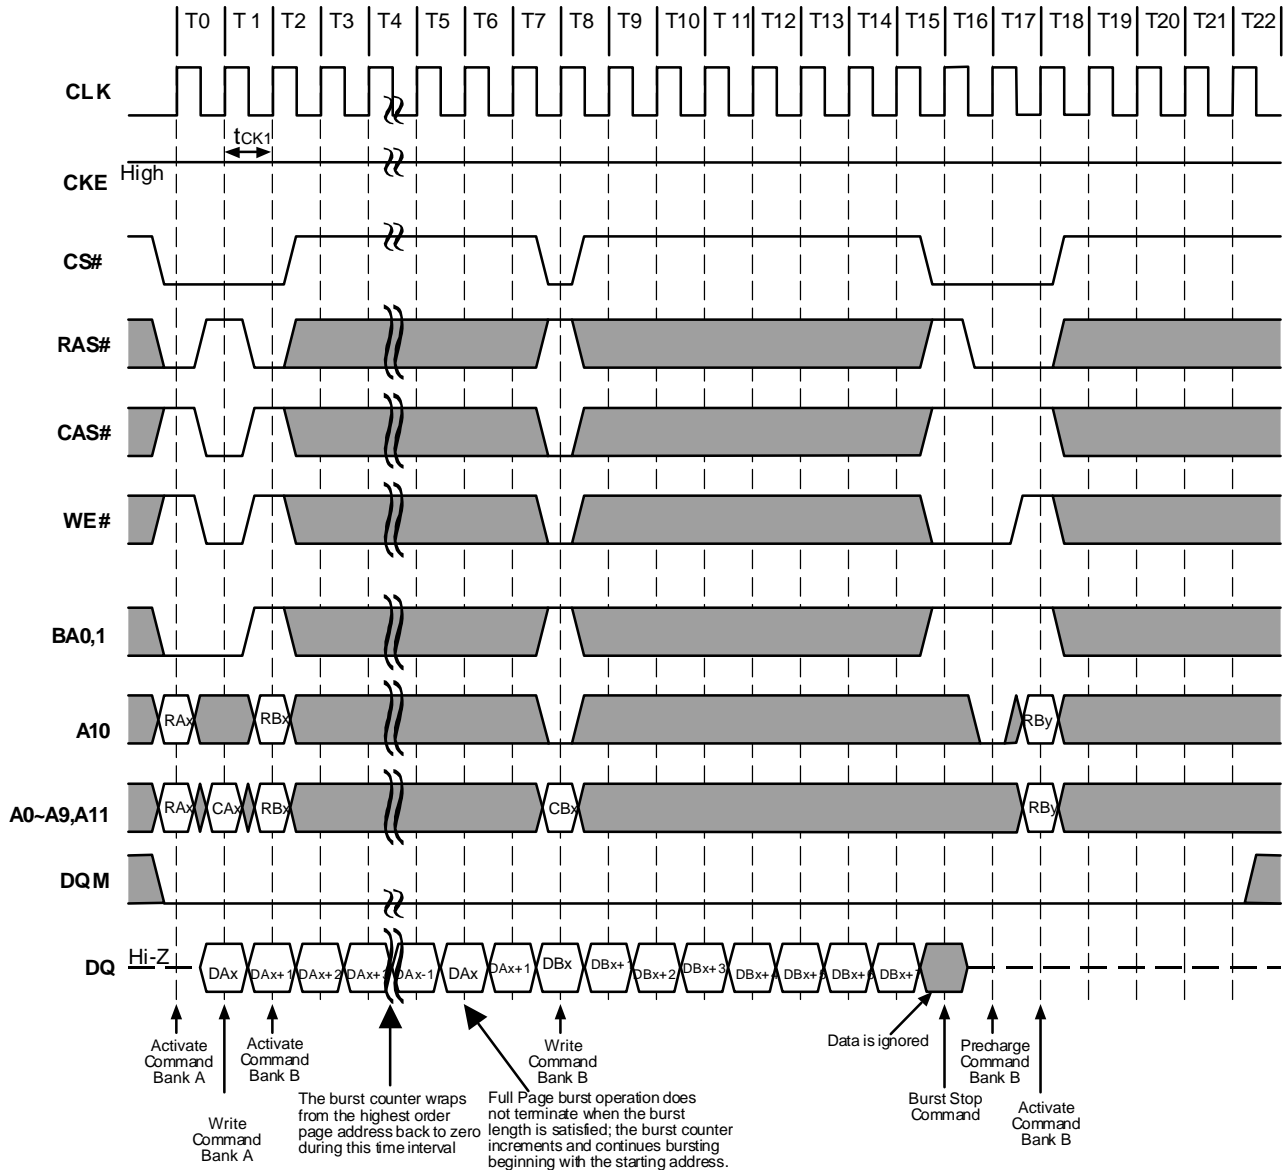 T0 T 1 T2 T3 T4 T5 T6 T7 T8 T9 T10 T 11 T12 T13 T14 T15 T16 T17 T18 T19 T20 T21 T22
CLK
tCK1
High
CKE
CS#
RAS#
CAS#
WE#
BA0,1
A10
RAx RBx RBy
A0~A9,A11
RAx CAx RBx CBx RBy
DQM
Hi-Z
DQ
DAx DAx+1 DAx+2 DAx+3 DAx-1 DAx DAx+1 DBx DBx+1 DBx+2 DBx+3 DBx+4 DBx+5 DBx+6 DBx+7
Activate
Command
Bank A
Write
Command
Bank A
Activate
Command
Bank B
The burst counter wraps
from the highest order
page address back to zero
during this time interval
Full Page burst operation does
not terminate when the burst
length is satisfied; the burst counter
increments and continues bursting
beginning with the starting address.
Write
Command
Bank B
Data is ignored
Burst Stop
Command
Precharge
Command
Bank B
Activate
Command
Bank B